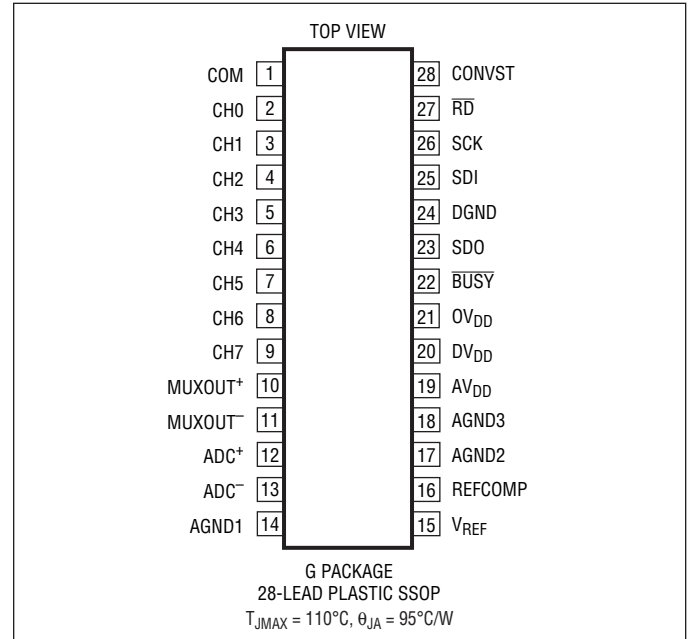 TOP VIEW
COM 1
CH0 2
CH1 3
CH2 4
CH3 5
CH4 6
CH5 7
CH6 8
CH7 9
MUXOUT⁺ 10
MUXOUT⁻ 11
ADC⁺ 12
ADC⁻ 13
AGND1 14
28 CONVST
27 R̅D̅
26 SCK
25 SDI
24 DGND
23 SDO
22 B̅U̅S̅Y̅
21 OVDD
20 DVDD
19 AVDD
18 AGND3
17 AGND2
16 REFCOMP
15 VREF
G PACKAGE
28-LEAD PLASTIC SSOP
TJMAX = 110°C, θJA = 95°C/W